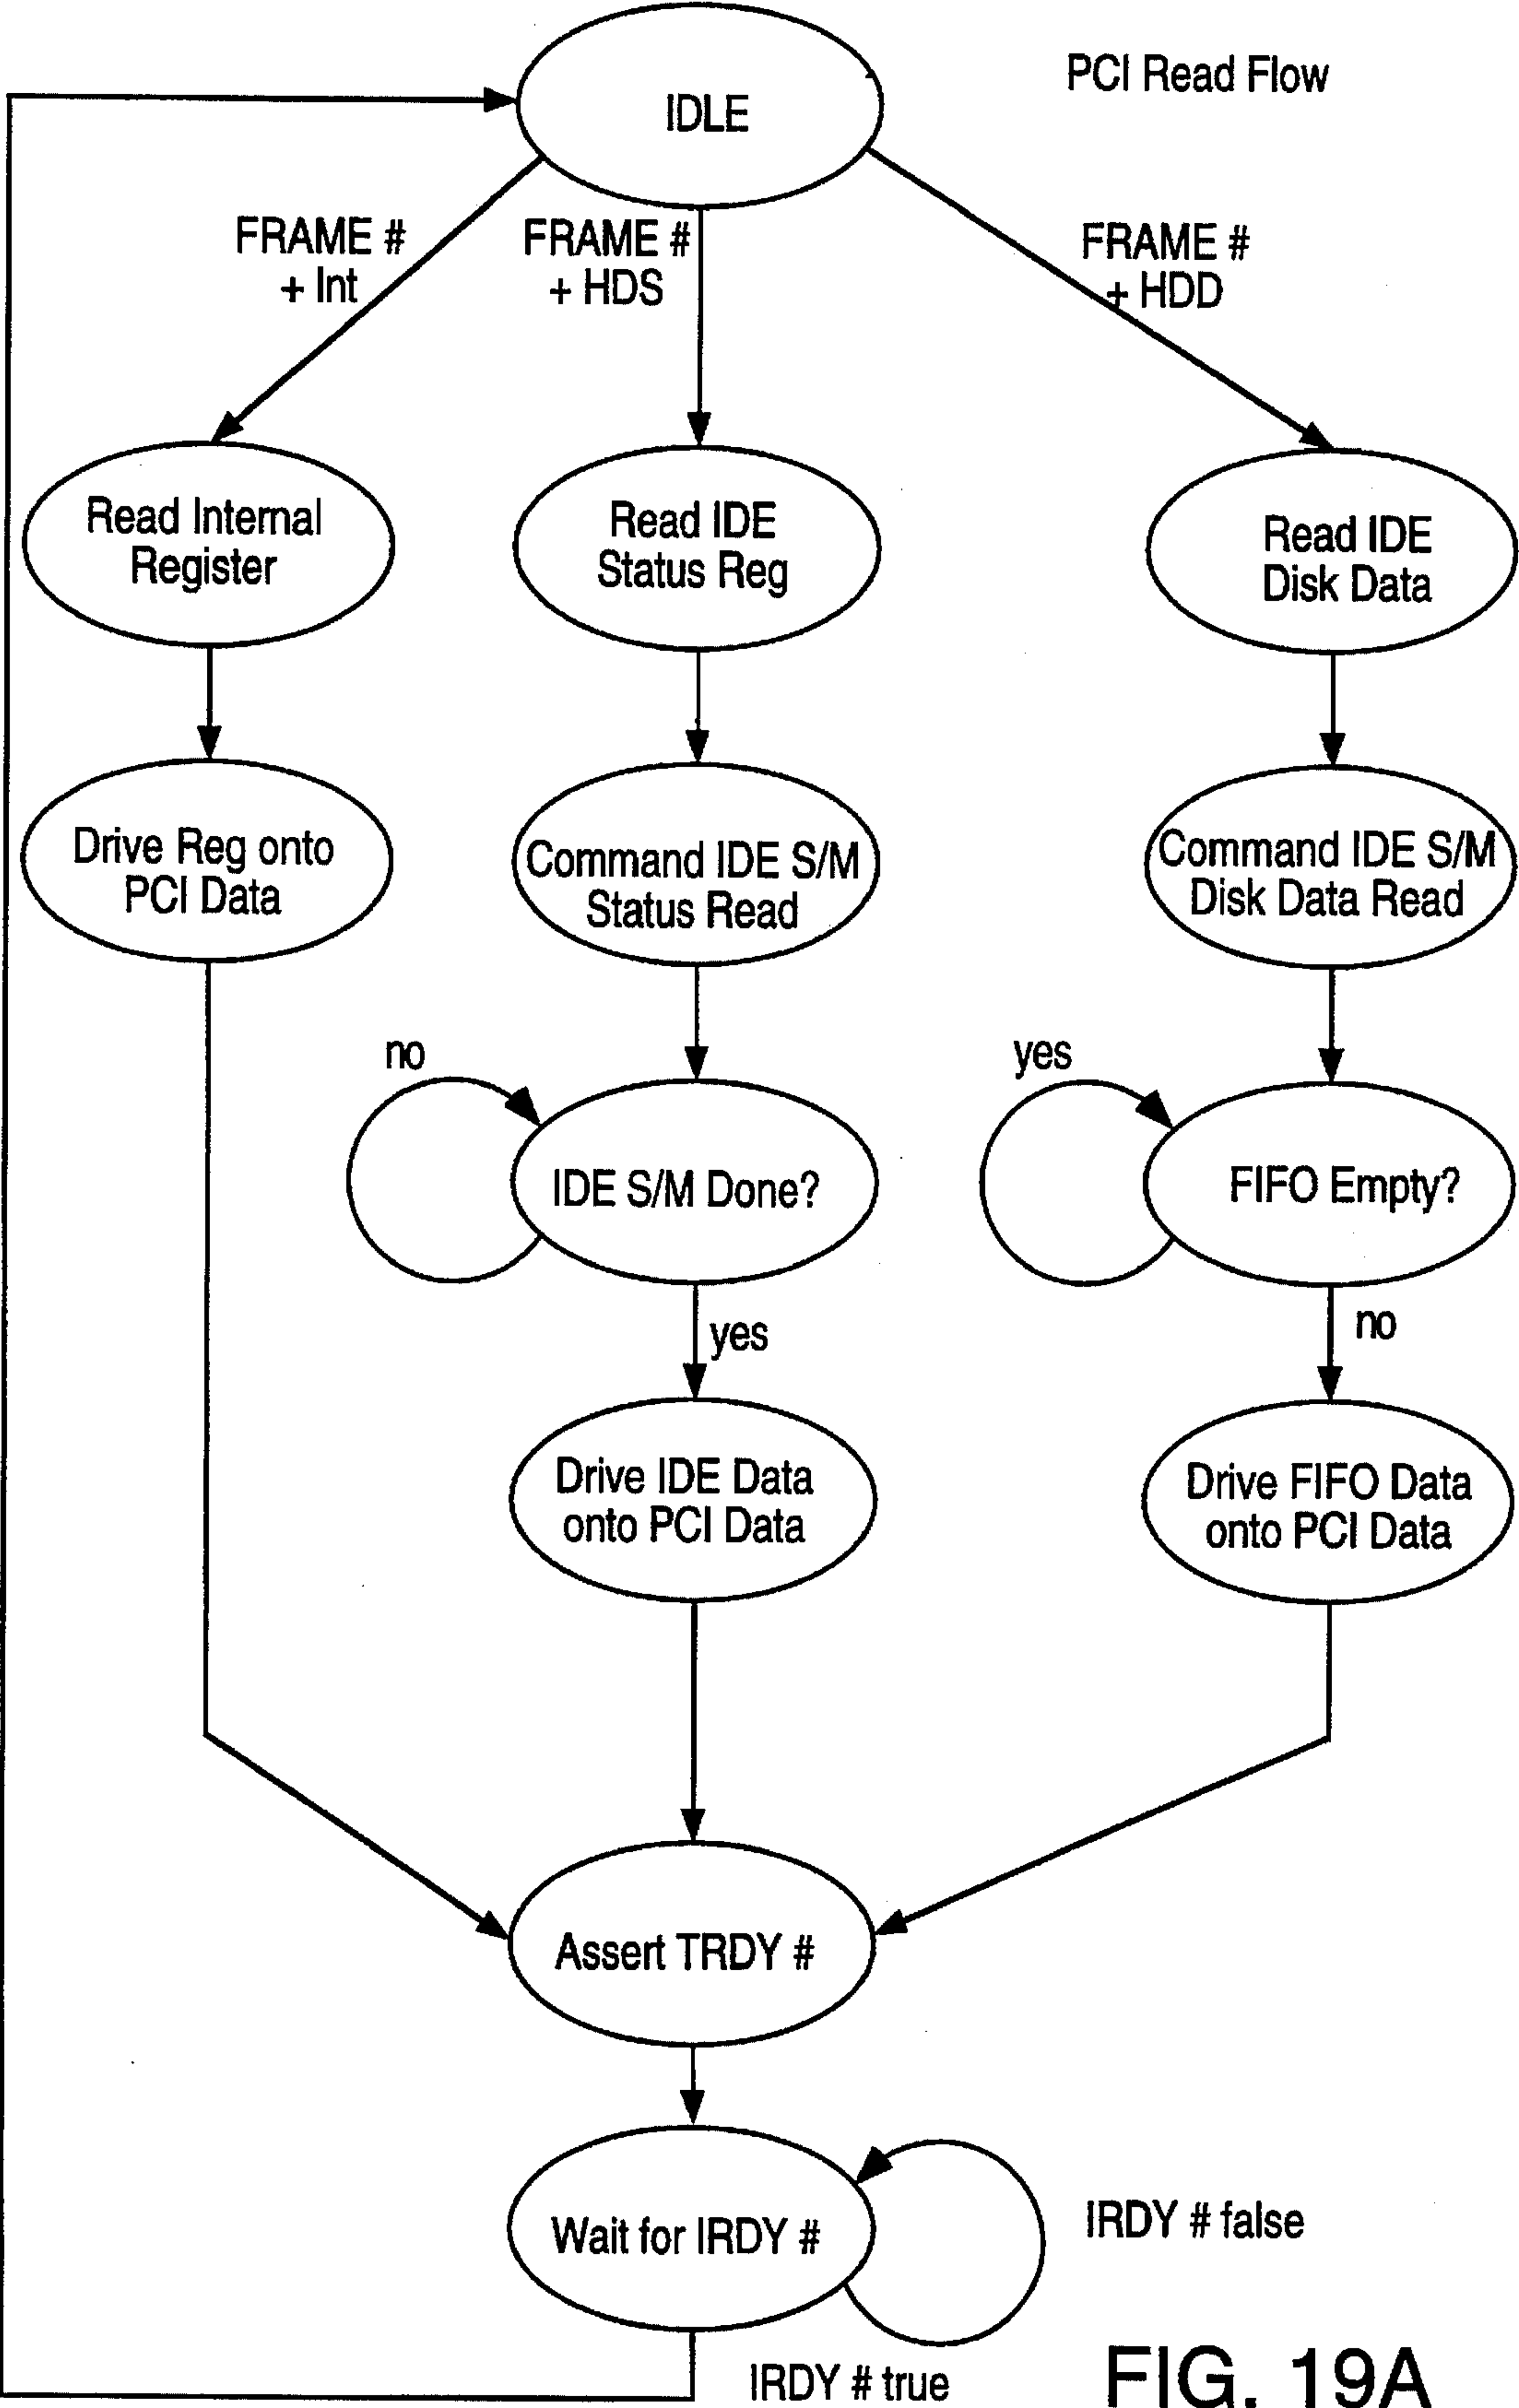 PCI Read Flow
IDLE
FRAME #
+ Int
FRAME #
+ HDS
FRAME #
+ HDD
Read Internal
Register
Read IDE
Status Reg
Read IDE
Disk Data
Drive Reg onto
PCI Data
Command IDE S/M
Status Read
Command IDE S/M
Disk Data Read
no
yes
IDE S/M Done?
FIFO Empty?
yes
no
Drive IDE Data
onto PCI Data
Drive FIFO Data
onto PCI Data
Assert TRDY #
Wait for IRDY #
IRDY # false
IRDY # true
FIG. 19A